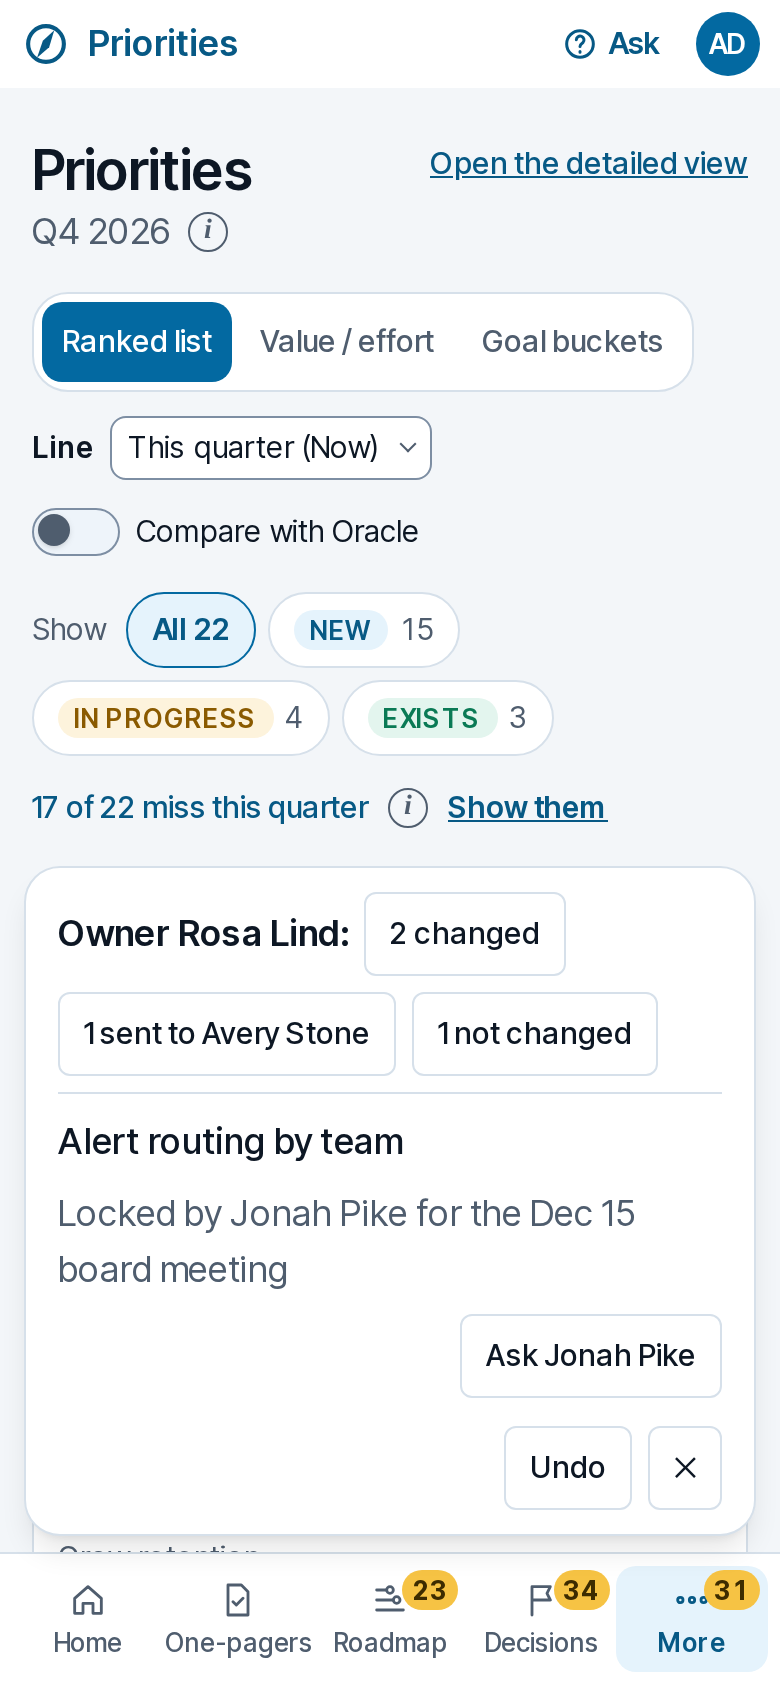 Priorities
Ask
AD
Priorities
Open the detailed view
Q4 2026 i
Ranked list
Value / effort
Goal buckets
Line
This quarter (Now)
Compare with Oracle
Show
All 22
NEW 15
IN PROGRESS 4
EXISTS 3
17 of 22 miss this quarter i Show them
Owner Rosa Lind:
2 changed
1 sent to Avery Stone
1 not changed
Alert routing by team
Locked by Jonah Pike for the Dec 15
board meeting
Ask Jonah Pike
Undo
23
34
31
Home
One-pagers
Roadmap
Decisions
More